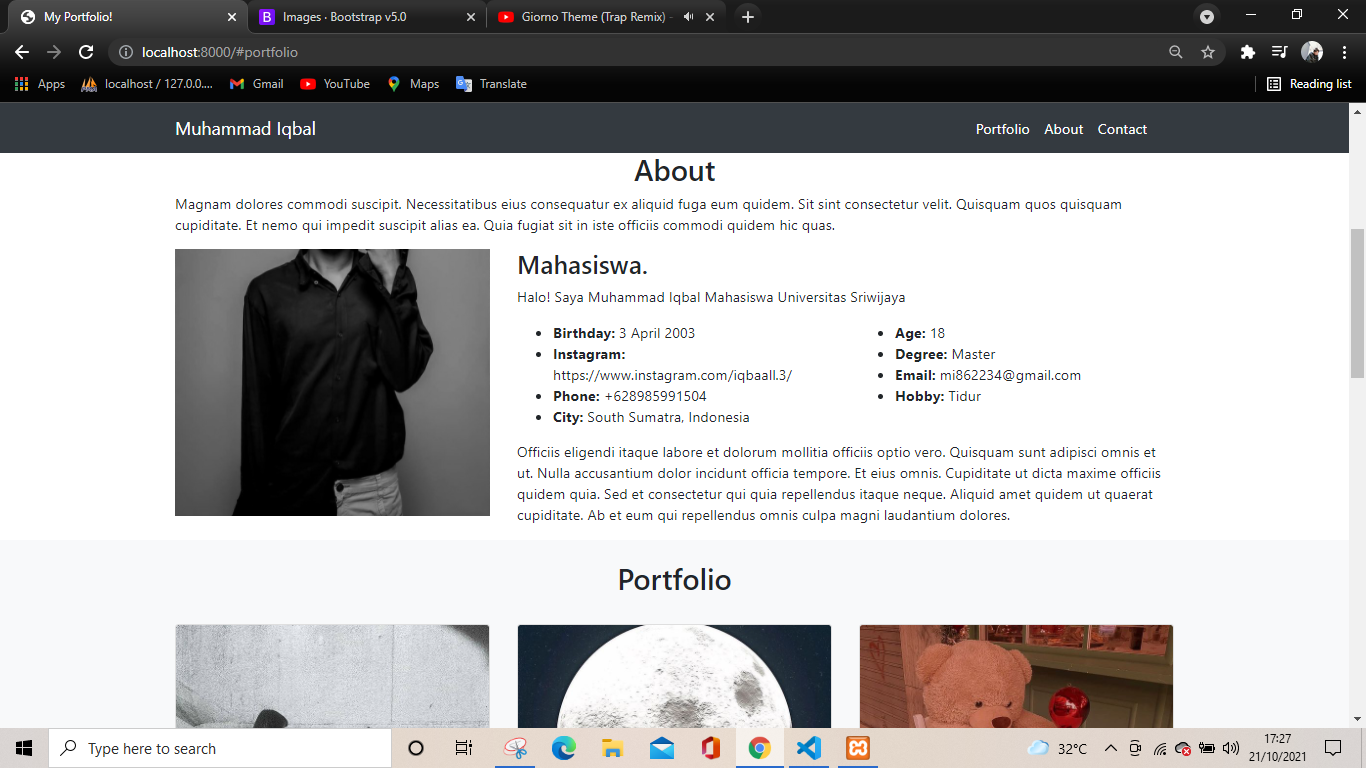 My Portfolio!
Images · Bootstrap v5.0
Giorno Theme (Trap Remix) -
localhost:8000/#portfolio
Apps
localhost / 127.0.0....
Gmail
YouTube
Maps
Translate
Reading list
Muhammad Iqbal
Portfolio About Contact
About
Magnam dolores commodi suscipit. Necessitatibus eius consequatur ex aliquid fuga eum quidem. Sit sint consectetur velit. Quisquam quos quisquam
cupiditate. Et nemo qui impedit suscipit alias ea. Quia fugiat sit in iste officiis commodi quidem hic quas.
Mahasiswa.
Halo! Saya Muhammad Iqbal Mahasiswa Universitas Sriwijaya
Birthday: 3 April 2003
Instagram:
https://www.instagram.com/iqbaall.3/
Phone: +628985991504
City: South Sumatra, Indonesia
Age: 18
Degree: Master
Email: mi862234@gmail.com
Hobby: Tidur
Officiis eligendi itaque labore et dolorum mollitia officiis optio vero. Quisquam sunt adipisci omnis et
ut. Nulla accusantium dolor incidunt officia tempore. Et eius omnis. Cupiditate ut dicta maxime officiis
quidem quia. Sed et consectetur qui quia repellendus itaque neque. Aliquid amet quidem ut quaerat
cupiditate. Ab et eum qui repellendus omnis culpa magni laudantium dolores.
Portfolio
Type here to search
32°C
17:27
21/10/2021